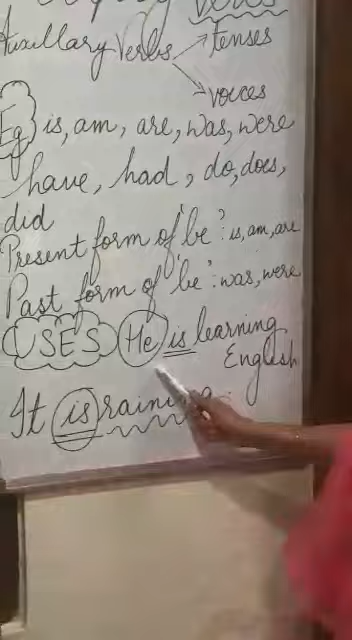 Auxillary Verbs
tenses
voices
Eg is, am, are, was, were
have, had, do, does,
did
Present form of 'be': is, am, are
Past form of 'be': was, were
USES He is learning
English
It is raining.